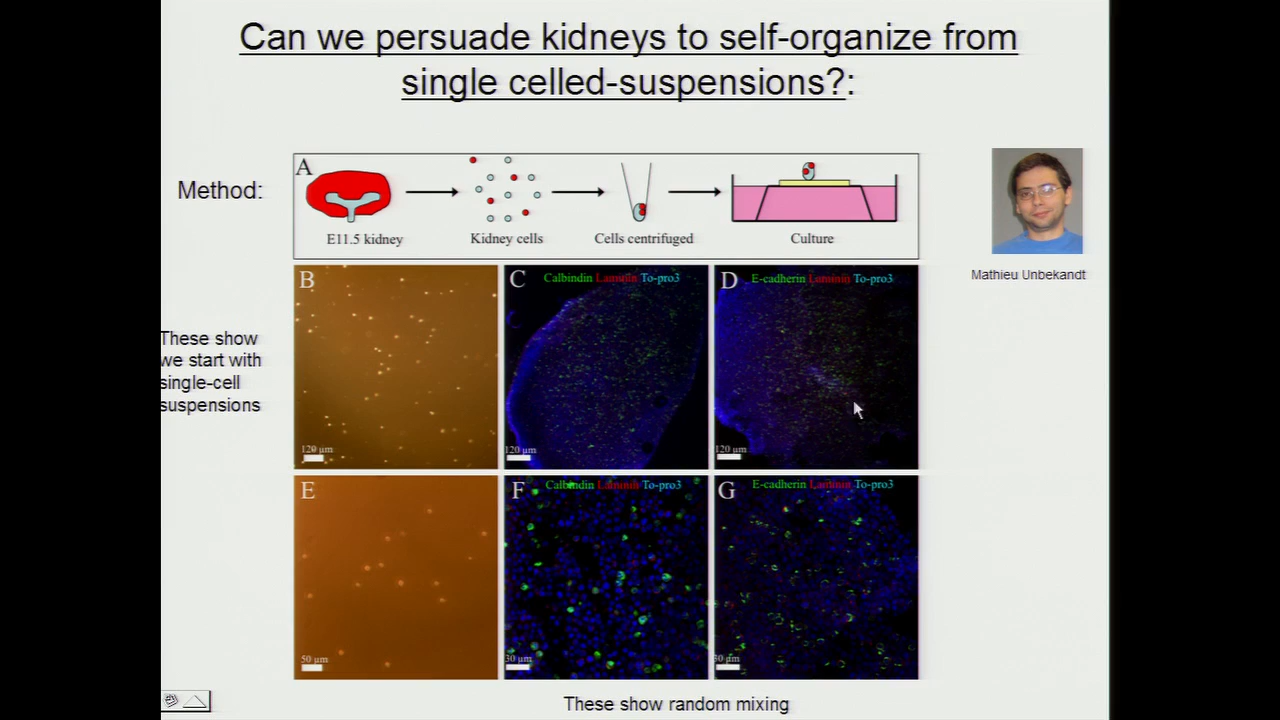 Can we persuade kidneys to self-organize from
single celled-suspensions?:
Method:
A
E11.5 kidney
Kidney cells
Cells centrifuged
Culture
Mathieu Unbekandt
These show
we start with
single-cell
suspensions
B
120 µm
C
Calbindin Laminin To-pro3
120 µm
D
E-cadherin Laminin To-pro3
120 µm
E
50 µm
F
Calbindin Laminin To-pro3
30 µm
G
E-cadherin Laminin To-pro3
30 µm
These show random mixing